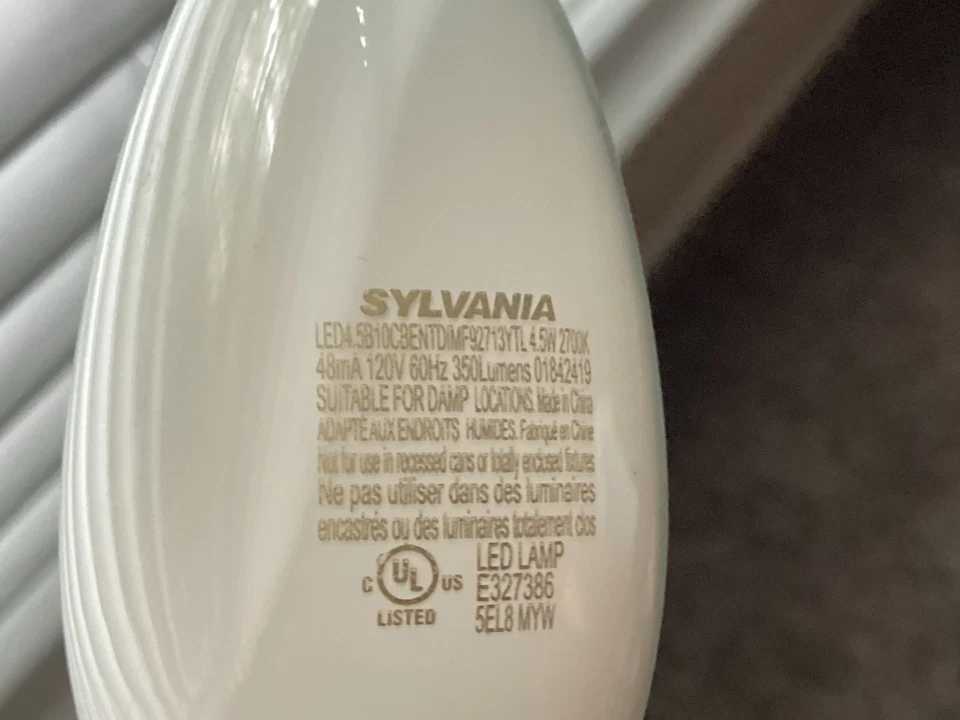 SYLVANIA
LED4.5B10CBENTDIMF92713YTL 4.5W 2700K
48mA 120V 60Hz 350Lumens 01842419
SUITABLE FOR DAMP LOCATIONS. Made in China
ADAPTÉ AUX ENDROITS HUMIDES. Fabriqué en Chine
Not for use in recessed cans or totally enclosed fixtures
Ne pas utiliser dans des luminaires
encastrés ou des luminaires totalement clos
C UL US
LISTED
LED LAMP
E327386
5EL8 MYW